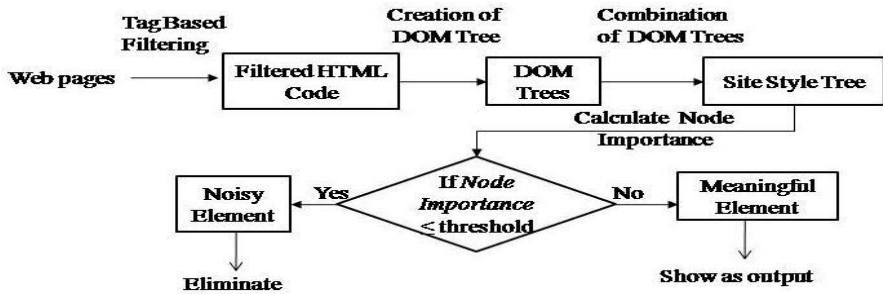 Tag Based
Filtering
Creation of
DOM Tree
Combination
of DOM Trees
Web pages
Filtered HTML
Code
DOM
Trees
Site Style Tree
Calculate Node
Importance
Noisy
Element
Yes
If Node
Importance
≤ threshold
No
Meaningful
Element
Eliminate
Show as output